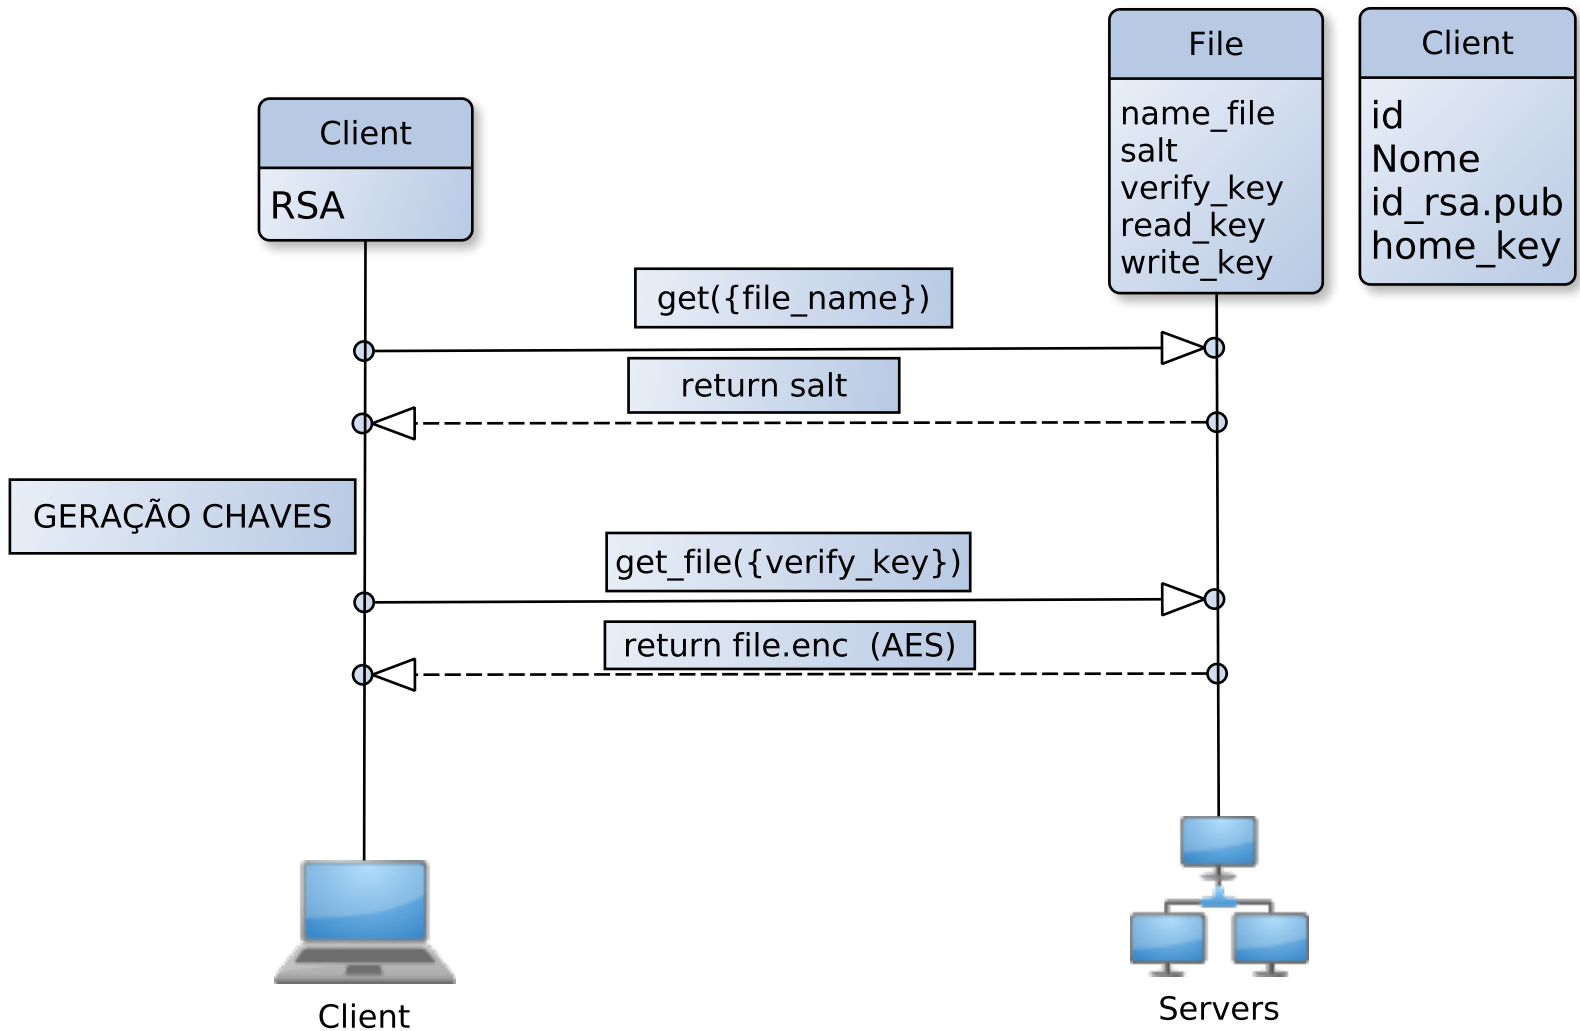 File
name_file
salt
verify_key
read_key
write_key
Client
id
Nome
id_rsa.pub
home_key
Client
RSA
get({file_name})
return salt
GERAÇÃO CHAVES
get_file({verify_key})
return file.enc  (AES)
Client
Servers